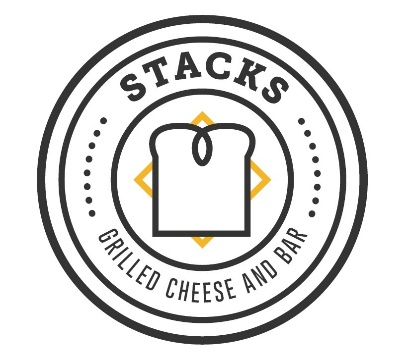 STACKS
GRILLED CHEESE AND BAR